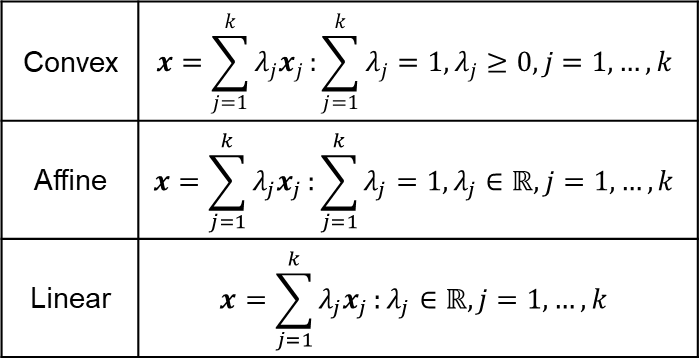 Convex 𝒙 = ∑_{j=1}^{k} λ_j 𝒙_j : ∑_{j=1}^{k} λ_j = 1, λ_j ≥ 0, j = 1, … , k
Affine 𝒙 = ∑_{j=1}^{k} λ_j 𝒙_j : ∑_{j=1}^{k} λ_j = 1, λ_j ∈ ℝ, j = 1, … , k
Linear 𝒙 = ∑_{j=1}^{k} λ_j 𝒙_j : λ_j ∈ ℝ, j = 1, … , k